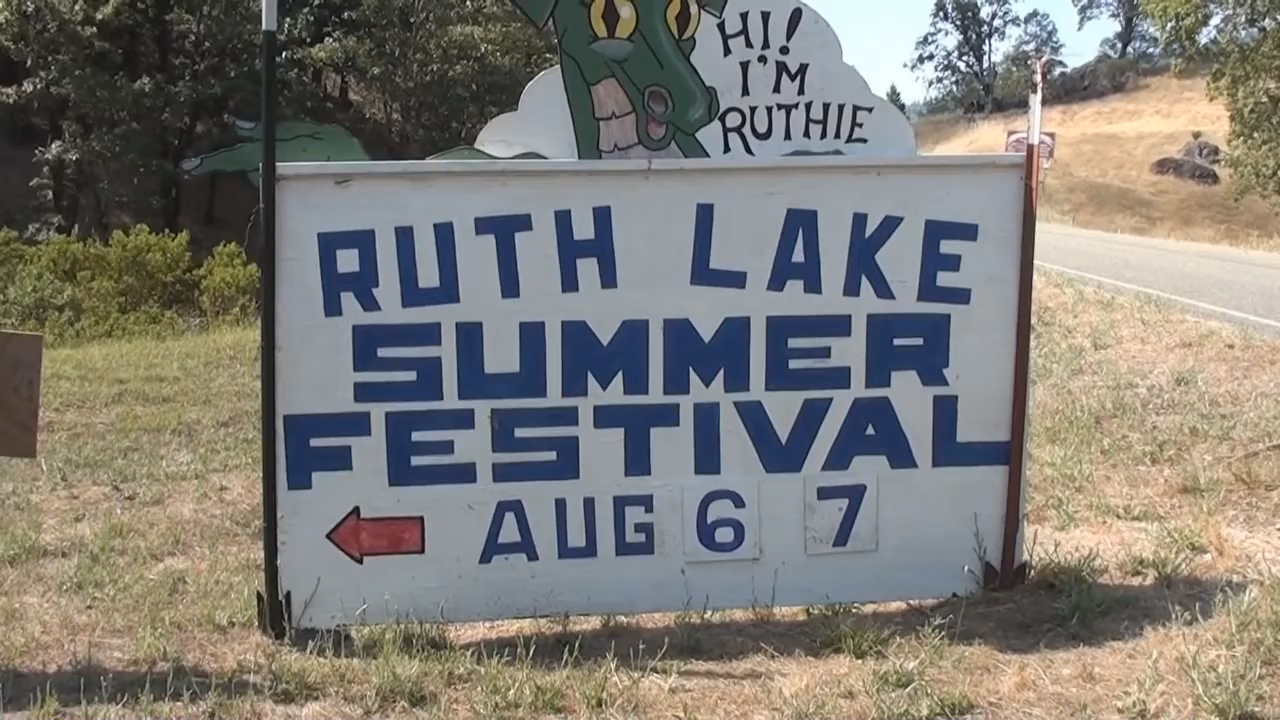 HI!
I'M
RUTHIE
RUTH LAKE
SUMMER
FESTIVAL
AUG 6 7